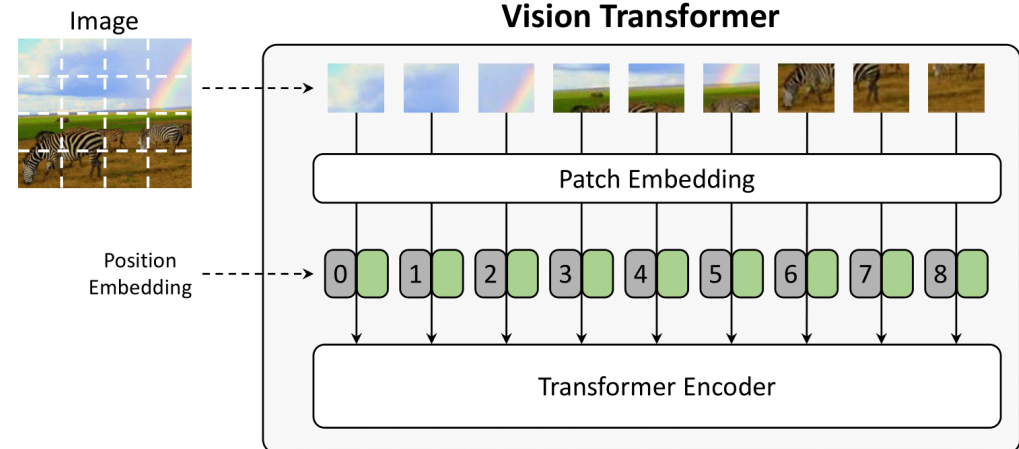 Vision Transformer
Image
Patch Embedding
Position
Embedding
0 1 2 3 4 5 6 7 8
Transformer Encoder